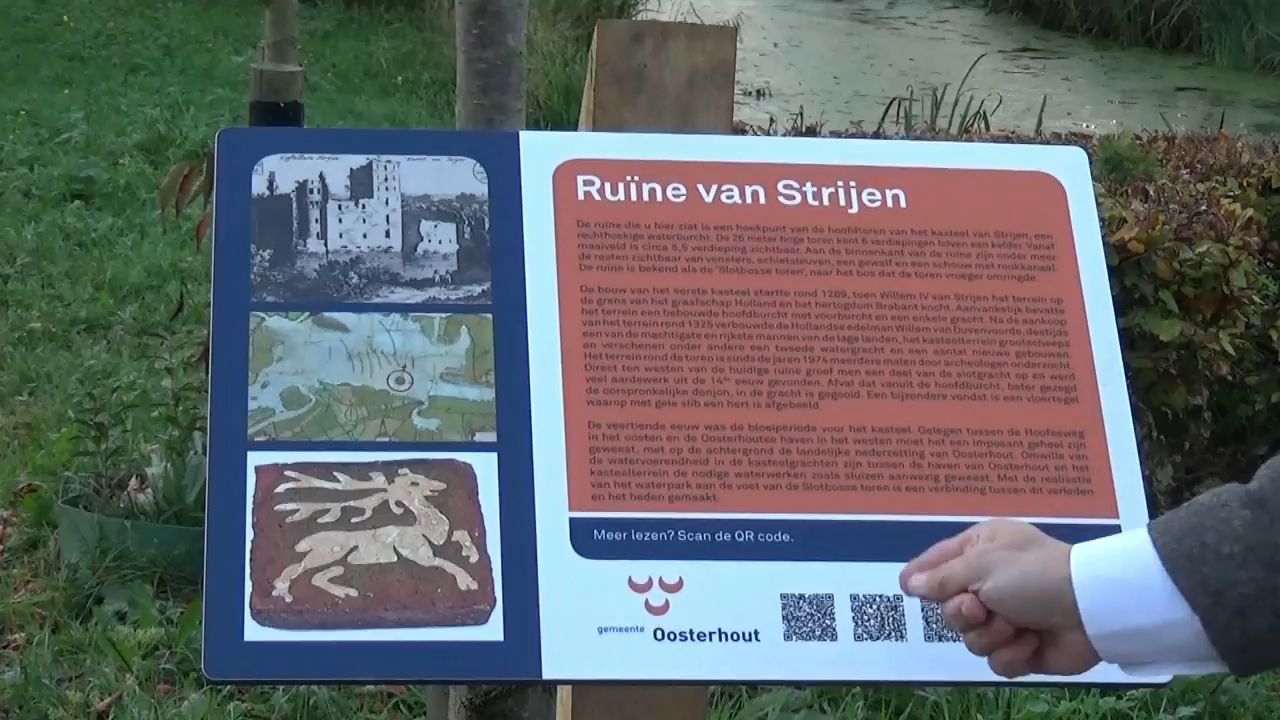 Ruïne van Strijen
De ruïne die u hier ziet is een hoekpunt van de hoofdtoren van het kasteel van Strijen, een
rechthoekige waterburcht. De 26 meter hoge toren kent 6 verdiepingen boven een kelder. Vanaf
maaiveld is circa 5,5 verdieping zichtbaar. Aan de binnenkant van de ruïne zijn onder meer
de resten zichtbaar van vensters, schietsleuven, een gewelf en een schouw met rookkanaal.
De ruïne is bekend als de 'Slotbosse toren', naar het bos dat de toren vroeger omringde.
De bouw van het eerste kasteel startte rond 1289, toen Willem IV van Strijen het terrein op
de grens van het graafschap Holland en het hertogdom Brabant kocht. Aanvankelijk bevatte
het terrein een bebouwde hoofdburcht met voorburcht en een enkele gracht. Na de aankoop
van het terrein rond 1325 verbouwde de Hollandse edelman Willem van Duvenvoorde, destijds
een van de machtigste en rijkste mannen van de lage landen, het kasteelterrein grootscheeps
en verschenen onder andere een tweede watergracht en een aantal nieuwe gebouwen.
Het terrein rond de toren is sinds de jaren 1974 meerdere malen door archeologen onderzocht.
Direct ten westen van de huidige ruïne groef men een deel van de slotgracht op en werd
veel aardewerk uit de 14de eeuw gevonden. Afval dat vanuit de hoofdburcht, beter gezegd
de oorspronkelijke donjon, in de gracht is gegooid. Een bijzondere vondst is een vloertegel
waarop met gele slib een hert is afgebeeld.
De veertiende eeuw was de bloeiperiode voor het kasteel. Gelegen tussen de Hoofseweg
in het oosten en de Oosterhoutse haven in het westen moet het een imposant geheel zijn
geweest, met op de achtergrond de landelijke nederzetting van Oosterhout. Omwille van
de watervoerendheid in de kasteelgrachten zijn tussen de haven van Oosterhout en het
kasteelterrein de nodige waterwerken zoals sluizen aanwezig geweest. Met de realisatie
van het waterpark aan de voet van de Slotbosse toren is een verbinding tussen dit verleden
en het heden gemaakt.
Meer lezen? Scan de QR code.
gemeente Oosterhout